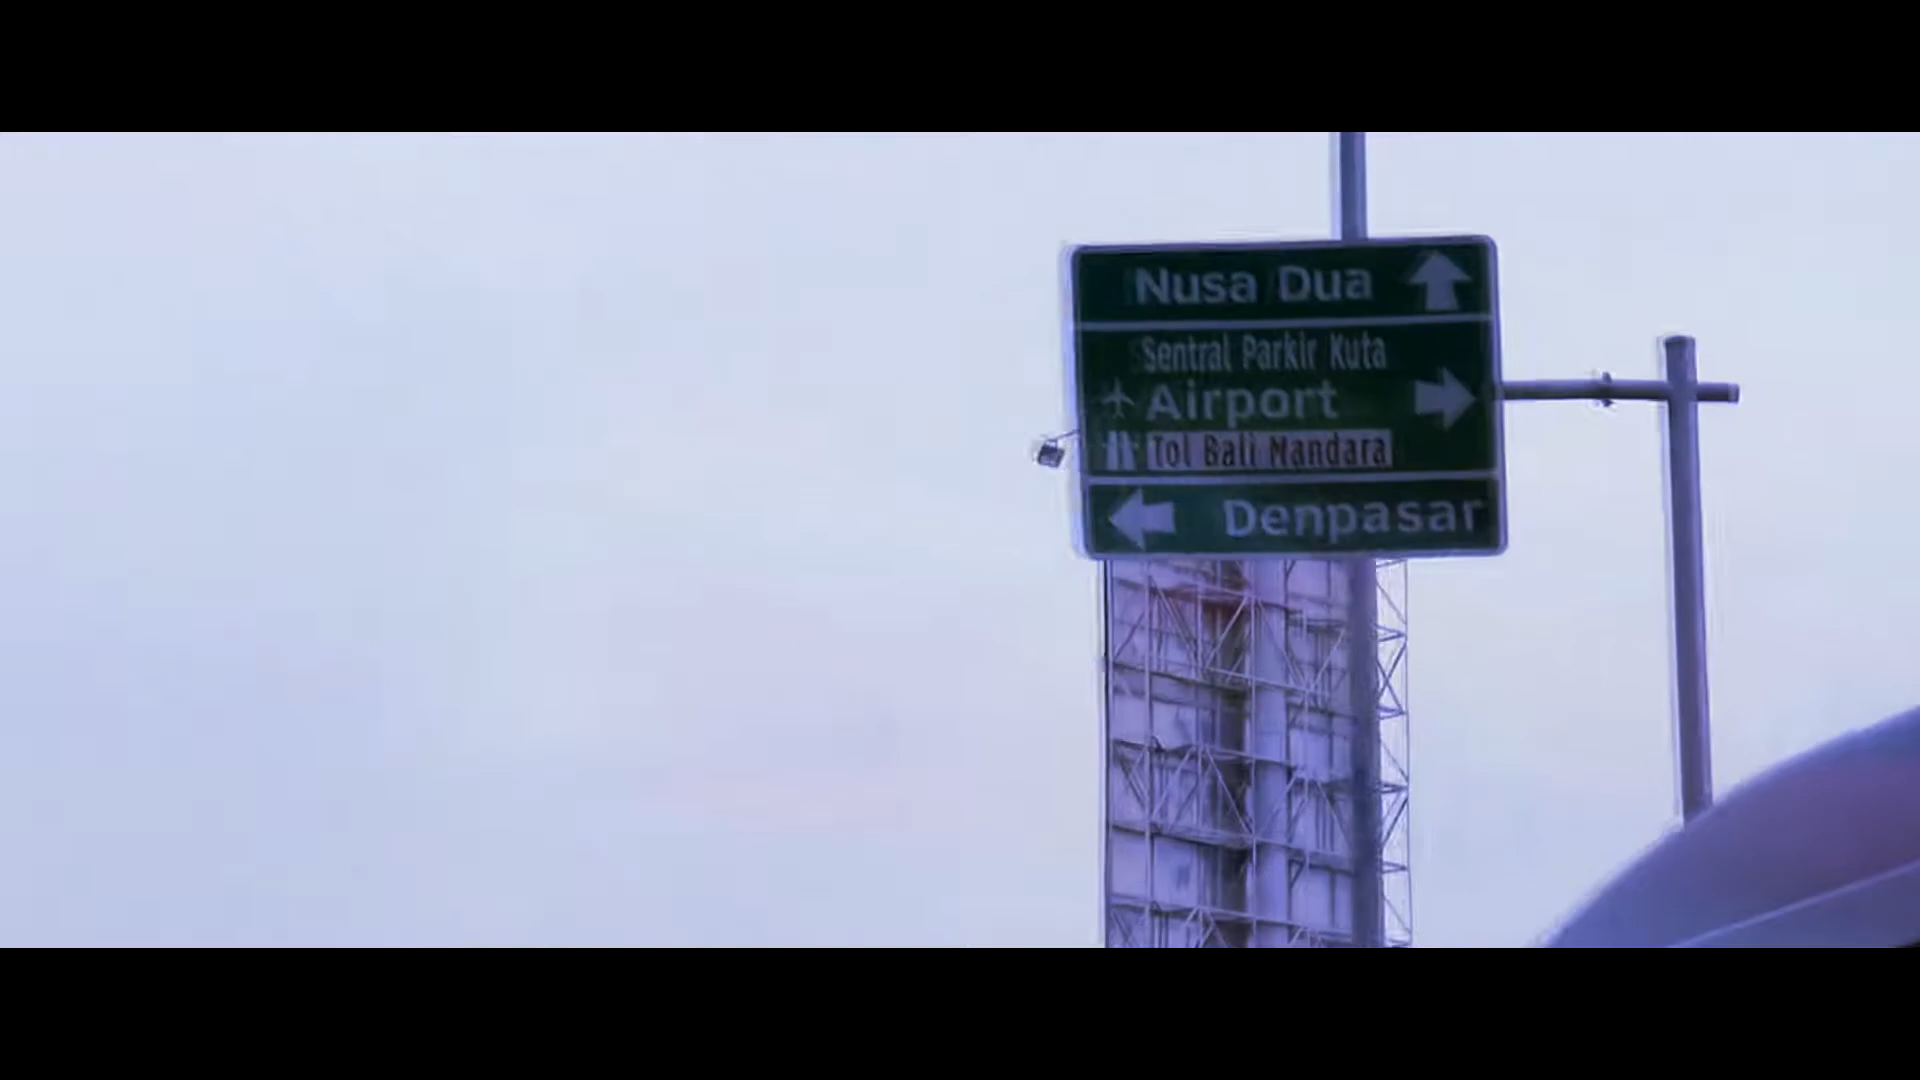 Nusa Dua
Sentral Parkir Kuta
Airport
Tol Bali Mandara
Denpasar